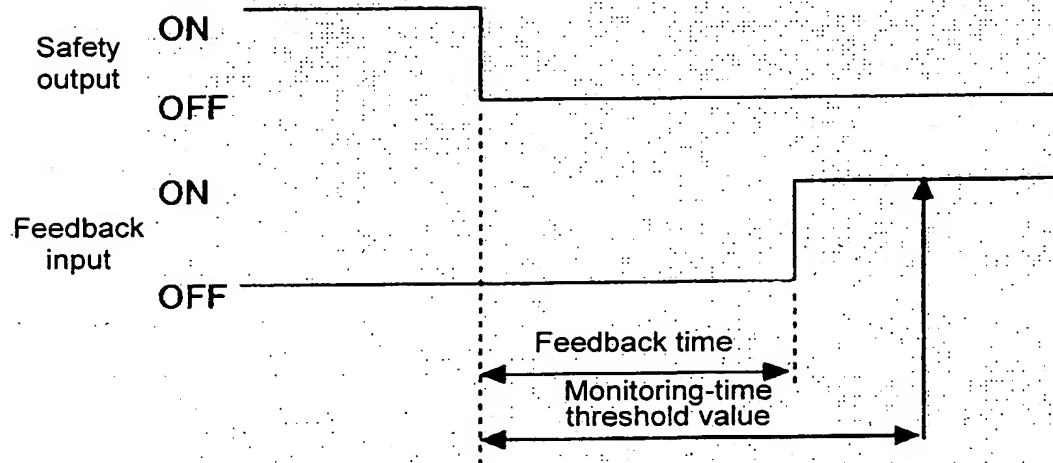 ON
Safety
output
OFF
ON
Feedback
input
OFF
Feedback time
Monitoring-time
threshold value